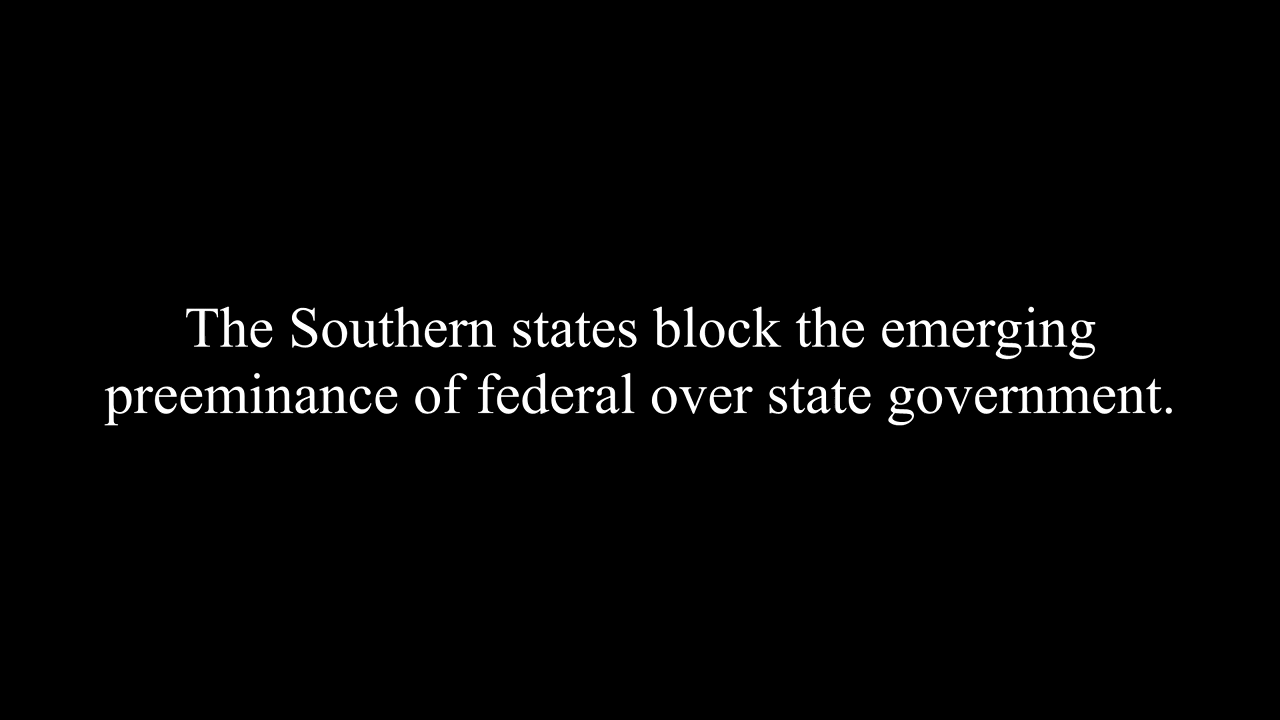 The Southern states block the emerging
preeminance of federal over state government.